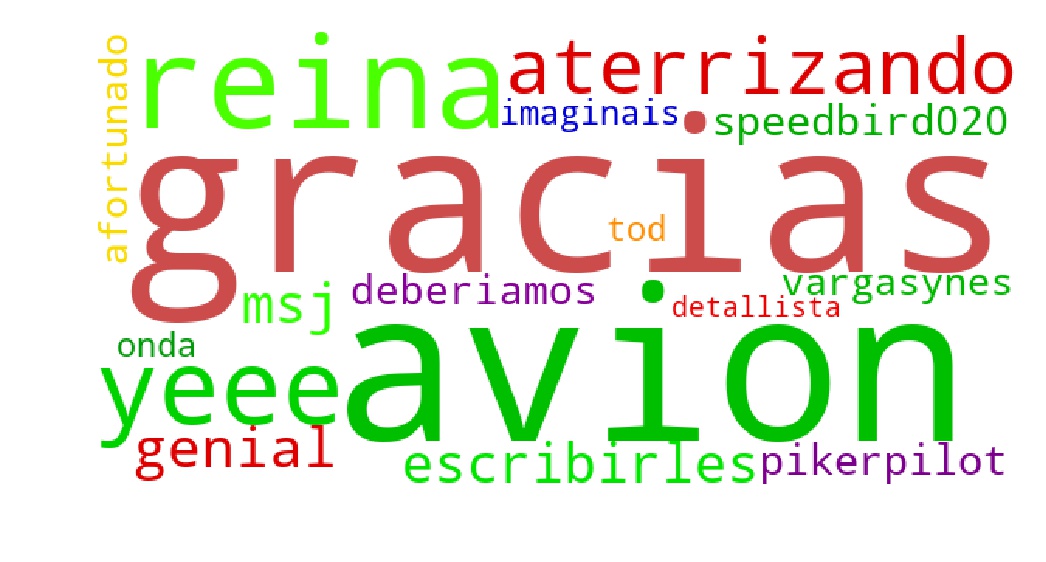 afortunado
reina
aterrizando
imaginais
speedbird020
gracias
tod
msj
deberiamos
vargasynes
detallista
onda
avion
yeee
genial
escribirles
pikerpilot